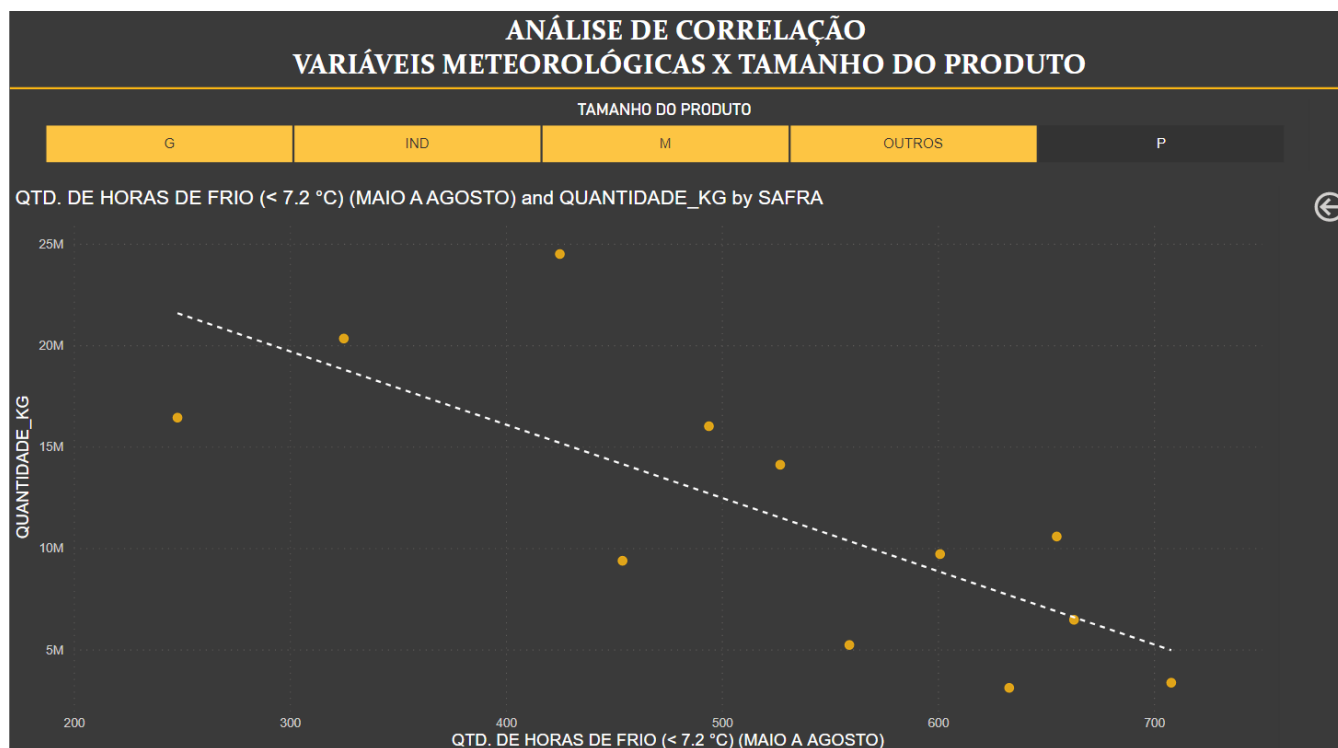 ANÁLISE DE CORRELAÇÃO
VARIÁVEIS METEOROLÓGICAS X TAMANHO DO PRODUTO
TAMANHO DO PRODUTO
G IND M OUTROS P
QTD. DE HORAS DE FRIO (< 7.2 °C) (MAIO A AGOSTO) and QUANTIDADE_KG by SAFRA
25M
20M
15M
10M
5M
QUANTIDADE_KG
200 300 400 500 600 700
QTD. DE HORAS DE FRIO (< 7.2 °C) (MAIO A AGOSTO)